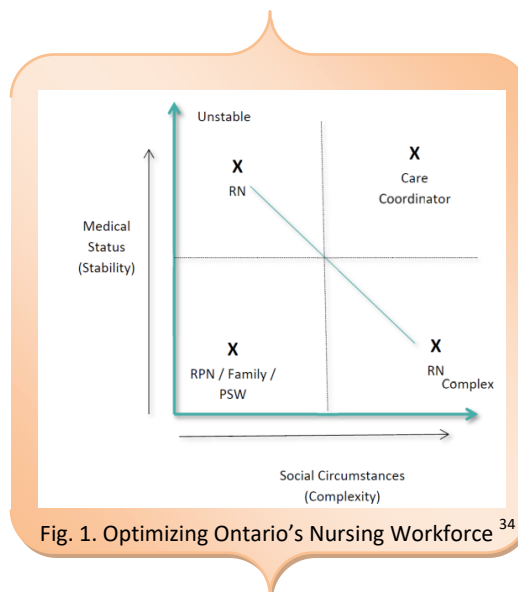 Unstable
X
RN
X
Care
Coordinator
Medical
Status
(Stability)
X
RPN / Family /
PSW
X
RN
Complex
Social Circumstances
(Complexity)
Fig. 1. Optimizing Ontario’s Nursing Workforce 34